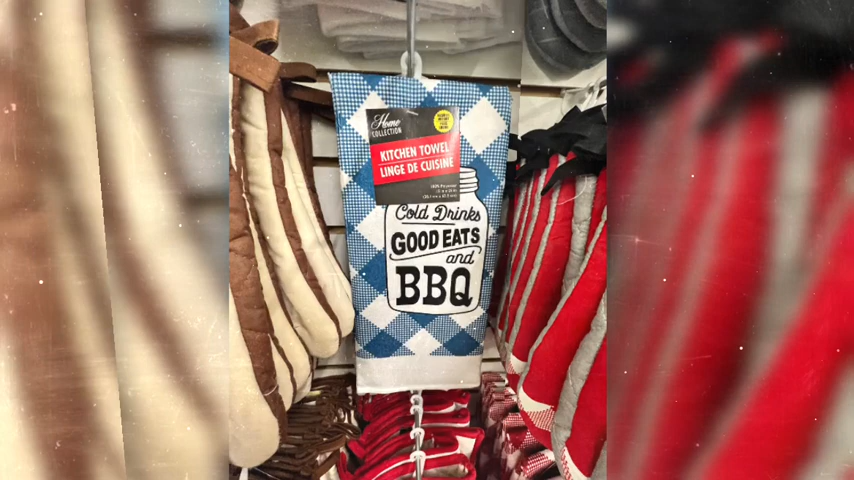 Home
COLLECTION
KITCHEN TOWEL
LINGE DE CUISINE
Cold Drinks
GOOD EATS
and
BBQ